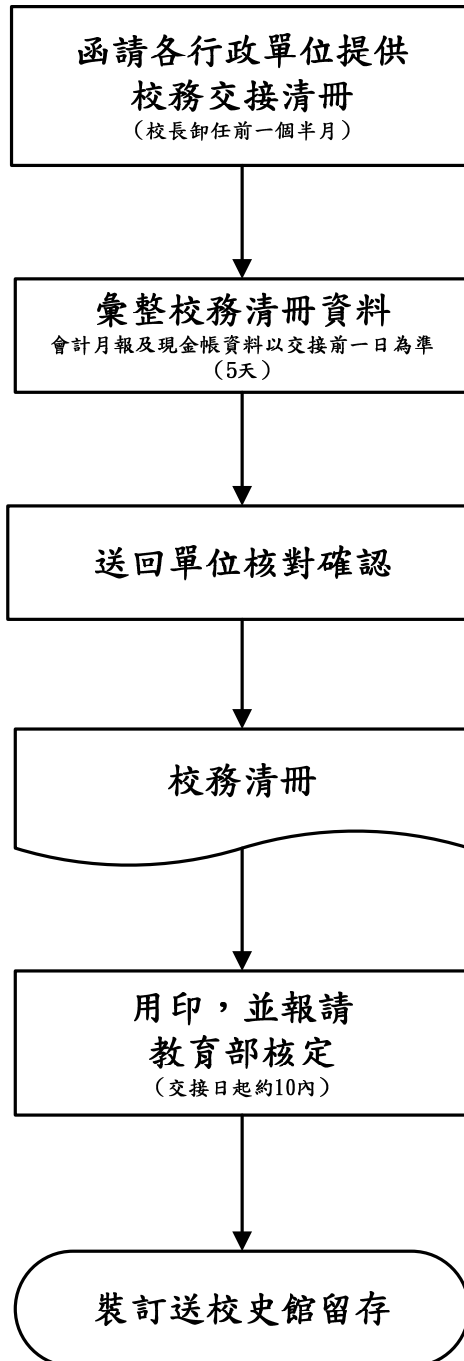 函請各行政單位提供
校務交接清冊
（校長卸任前一個半月）
彙整校務清冊資料
會計月報及現金帳資料以交接前一日為準
（5天）
送回單位核對確認
校務清冊
用印，並報請
教育部核定
（交接日起約10內）
裝訂送校史館留存